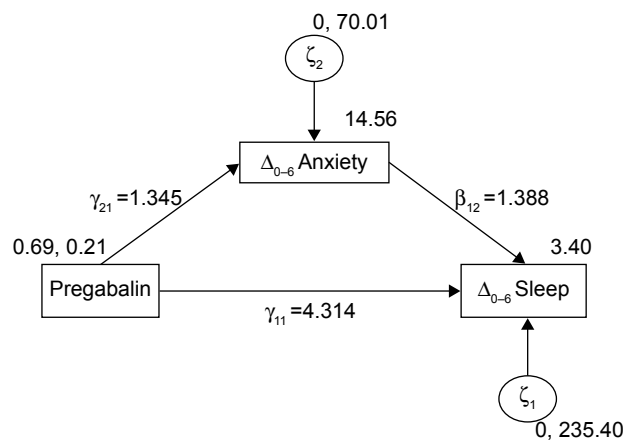 0, 70.01
ζ₂
14.56
Δ₀₋₆ Anxiety
γ₂₁=1.345
β₁₂=1.388
0.69, 0.21
3.40
Pregabalin
Δ₀₋₆ Sleep
γ₁₁=4.314
ζ₁
0, 235.40